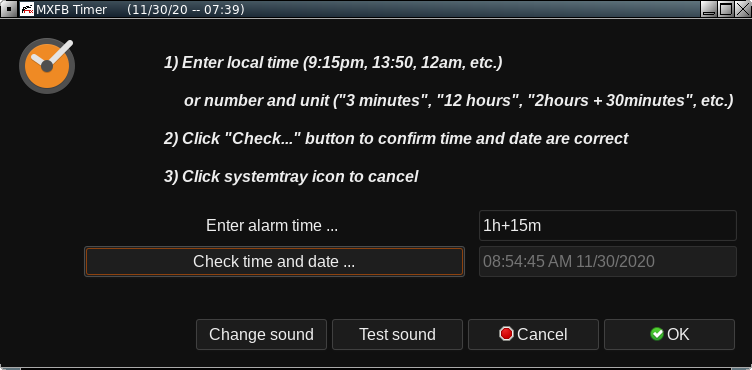 MXFB Timer (11/30/20 -- 07:39)
1) Enter local time (9:15pm, 13:50, 12am, etc.)
or number and unit ("3 minutes", "12 hours", "2hours + 30minutes", etc.)
2) Click "Check..." button to confirm time and date are correct
3) Click systemtray icon to cancel
Enter alarm time ... 1h+15m
Check time and date ... 08:54:45 AM 11/30/2020
Change sound Test sound Cancel OK